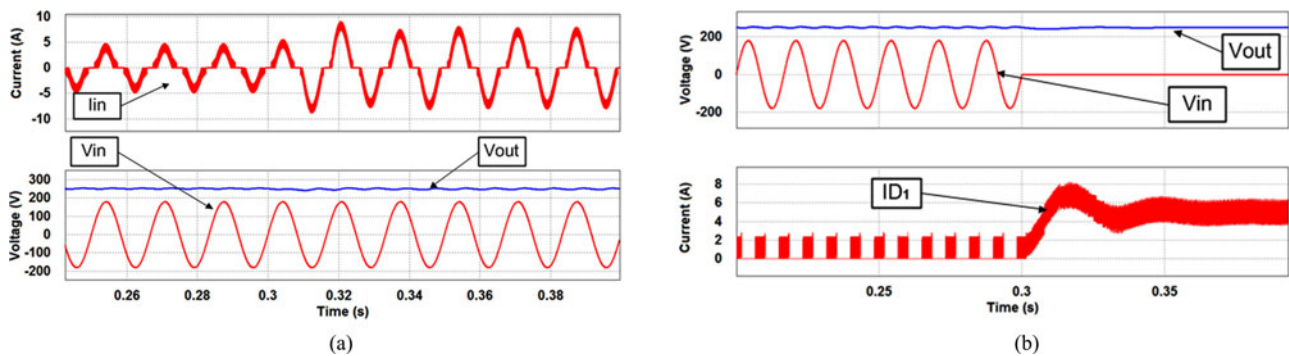 Current (A)
10
5
0
-5
-10
Iin
Vin
Vout
Voltage (V)
300
200
100
0
-100
-200
0.26
0.28
0.3
0.32
0.34
0.36
0.38
Time (s)
(a)
Voltage (V)
200
0
-200
Vout
Vin
Current (A)
8
6
4
2
0
ID1
0.25
0.3
0.35
Time (s)
(b)